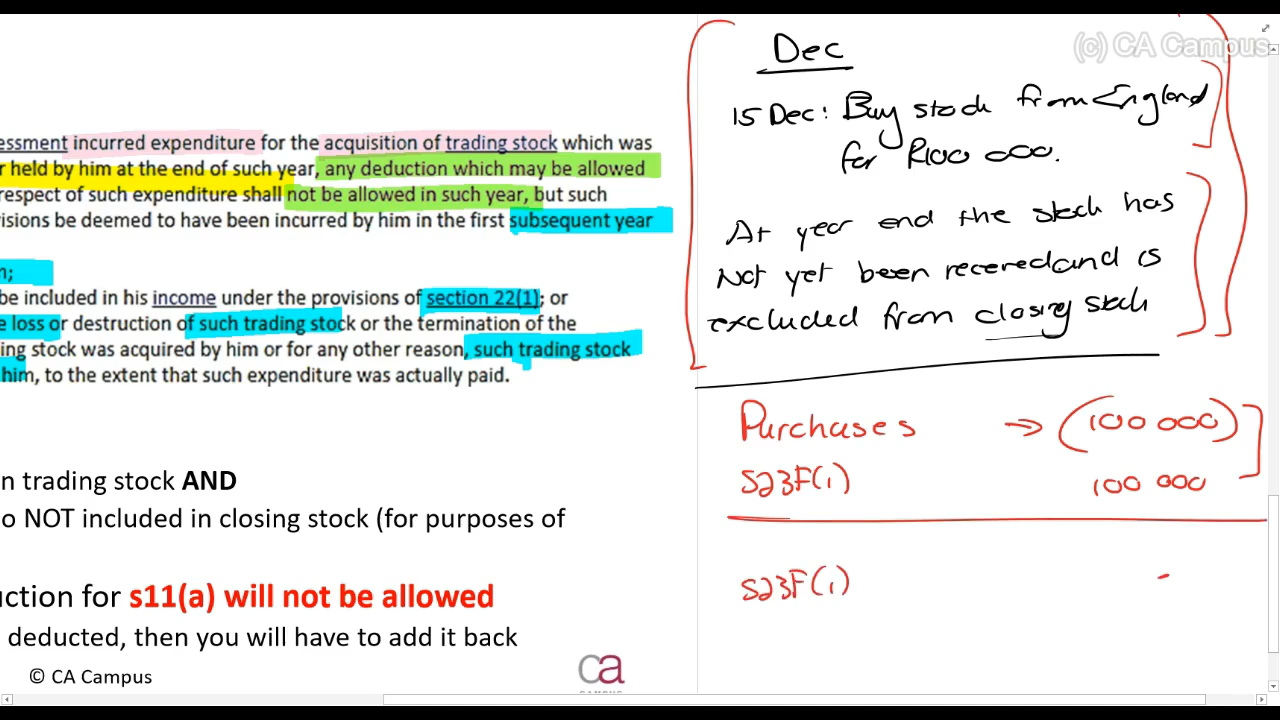 (c) CA Campus
Dec
15 Dec: Buy stock from England
for R100 000.
At year end the stock has
Not yet been recered and is
excluded from closing stock
essment incurred expenditure for the acquisition of trading stock which was
r held by him at the end of such year, any deduction which may be allowed
respect of such expenditure shall not be allowed in such year, but such
visions be deemed to have been incurred by him in the first subsequent year
n;
be included in his income under the provisions of section 22(1); or
e loss or destruction of such trading stock or the termination of the
ing stock was acquired by him or for any other reason, such trading stock
him, to the extent that such expenditure was actually paid.
Purchases → (100 000)
S23F(1) 100 000
S23F(1)
n trading stock AND
o NOT included in closing stock (for purposes of
uction for s11(a) will not be allowed
deducted, then you will have to add it back
© CA Campus
ca